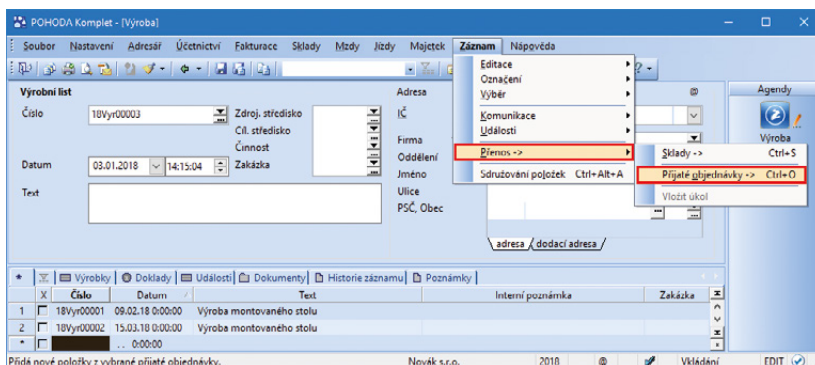 POHODA Komplet - [Výroba]
Soubor Nastavení Adresář Účetnictví Fakturace Sklady Mzdy Jízdy Majetek Záznam Nápověda
Editace
Označení
Výběr
Komunikace
Události
Přenos ->
Sdružování položek Ctrl+Alt+A
Sklady -> Ctrl+S
Přijaté objednávky -> Ctrl+O
Vložit úkol
Agendy
Výroba
Výrobní list
Číslo 18Vyr00003
Datum 03.01.2018 14:15:04
Text
Zdroj. středisko
Cíl. středisko
Činnost
Zakázka
Adresa @
IČ
Firma
Oddělení
Jméno
Ulice
PSČ, Obec
adresa dodací adresa
* Výrobky Doklady Události Dokumenty Historie záznamu Poznámky
X Číslo Datum Text Interní poznámka Zakázka
1 18Vyr00001 09.02.18 0:00:00 Výroba montovaného stolu
2 18Vyr00002 15.03.18 0:00:00 Výroba montovaného stolu
* .. 0:00:00
Přidá nové položky z vybrané přijaté objednávky. Novák s.r.o. 2018 @ Vkládání EDIT